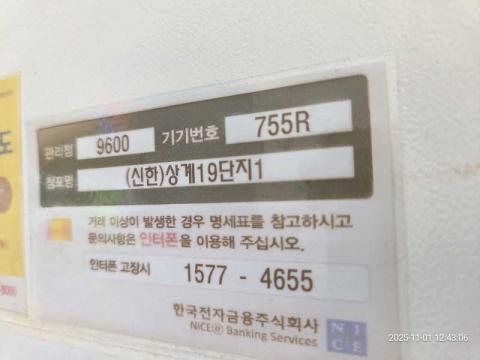 관리점 9600 기기번호 755R
점포명 (신한)상계19단지1
거래 이상이 발생한 경우 명세표를 참고하시고
문의사항은 인터폰을 이용해 주십시오.
인터폰 고장시 1577 - 4655
한국전자금융주식회사
NICE@ Banking Services
NICE
도
-8000
2025-11-01 12:43:06